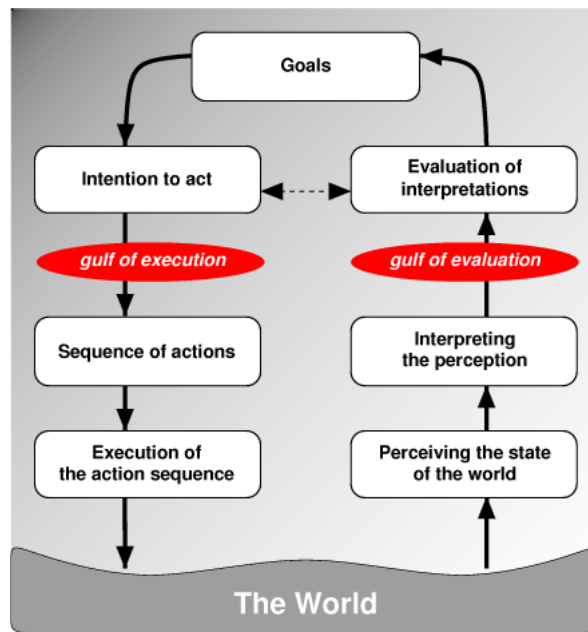 Goals
Intention to act
Evaluation of
interpretations
gulf of execution
gulf of evaluation
Sequence of actions
Interpreting
the perception
Execution of
the action sequence
Perceiving the state
of the world
The World